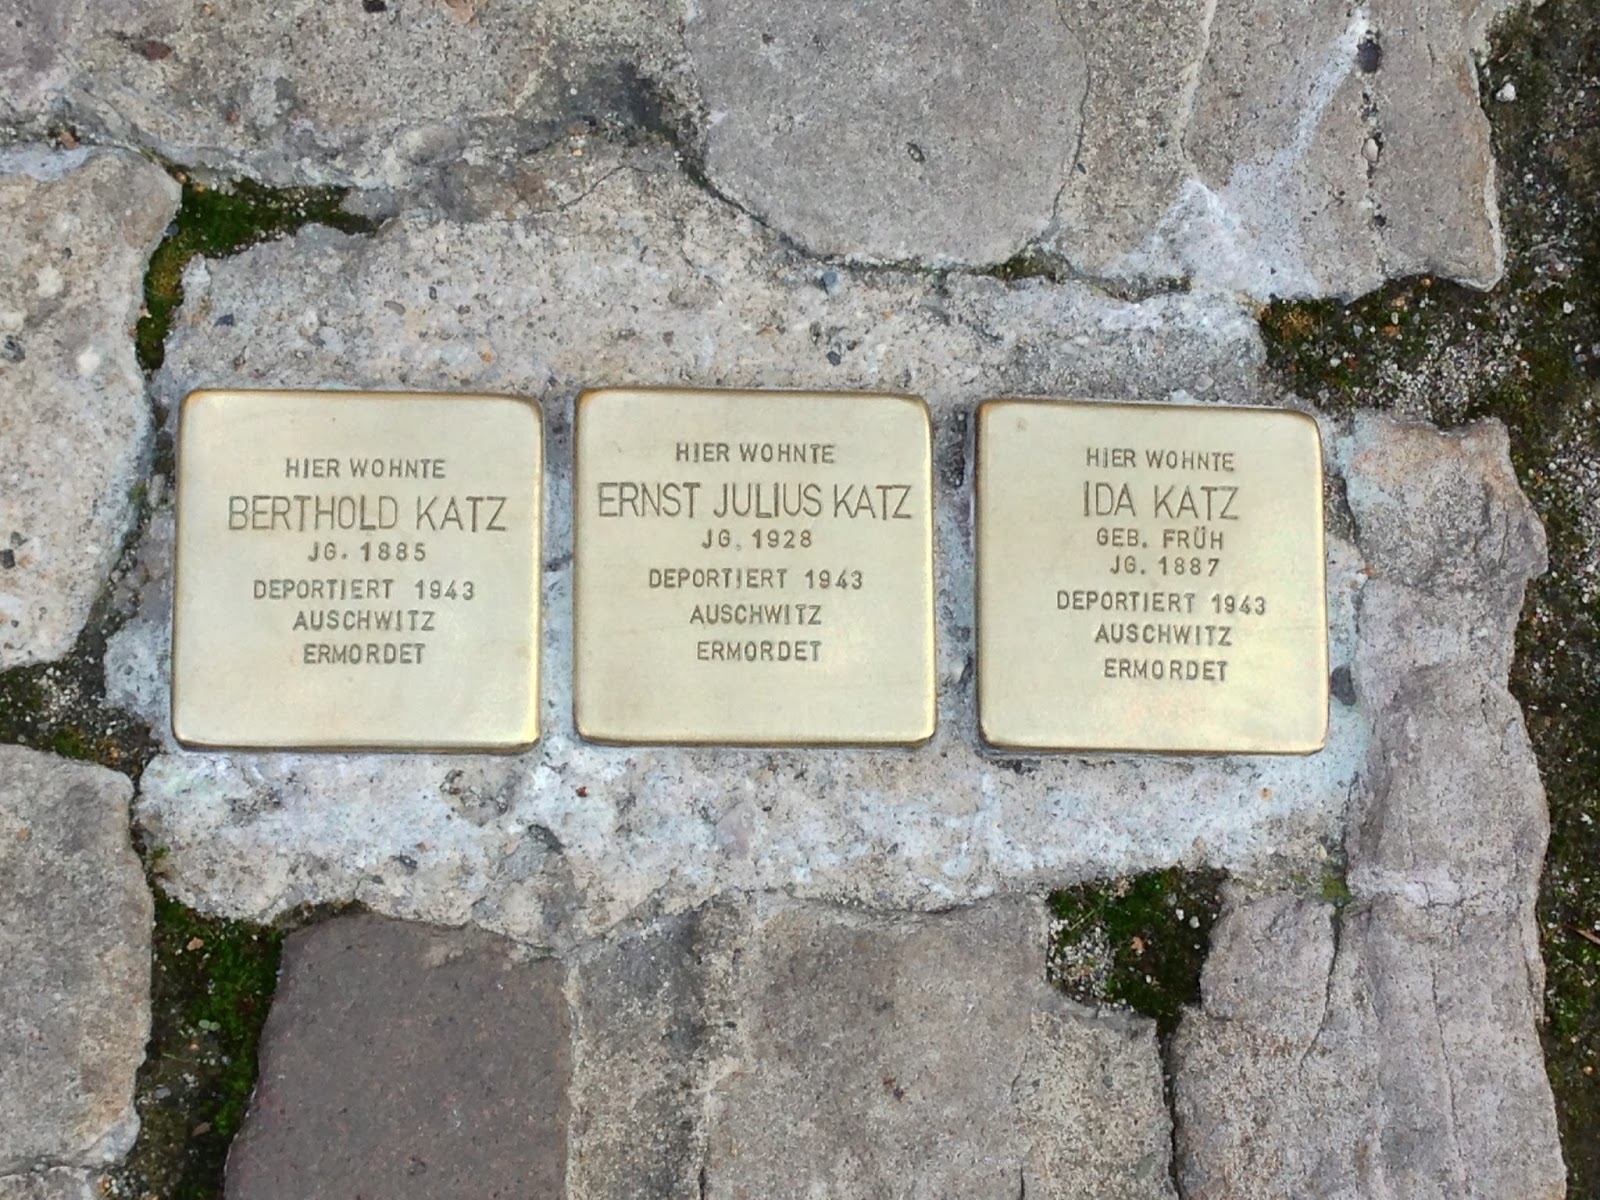 HIER WOHNTE
BERTHOLD KATZ
JG. 1885
DEPORTIERT 1943
AUSCHWITZ
ERMORDET
HIER WOHNTE
ERNST JULIUS KATZ
JG. 1928
DEPORTIERT 1943
AUSCHWITZ
ERMORDET
HIER WOHNTE
IDA KATZ
GEB. FRÜH
JG. 1887
DEPORTIERT 1943
AUSCHWITZ
ERMORDET